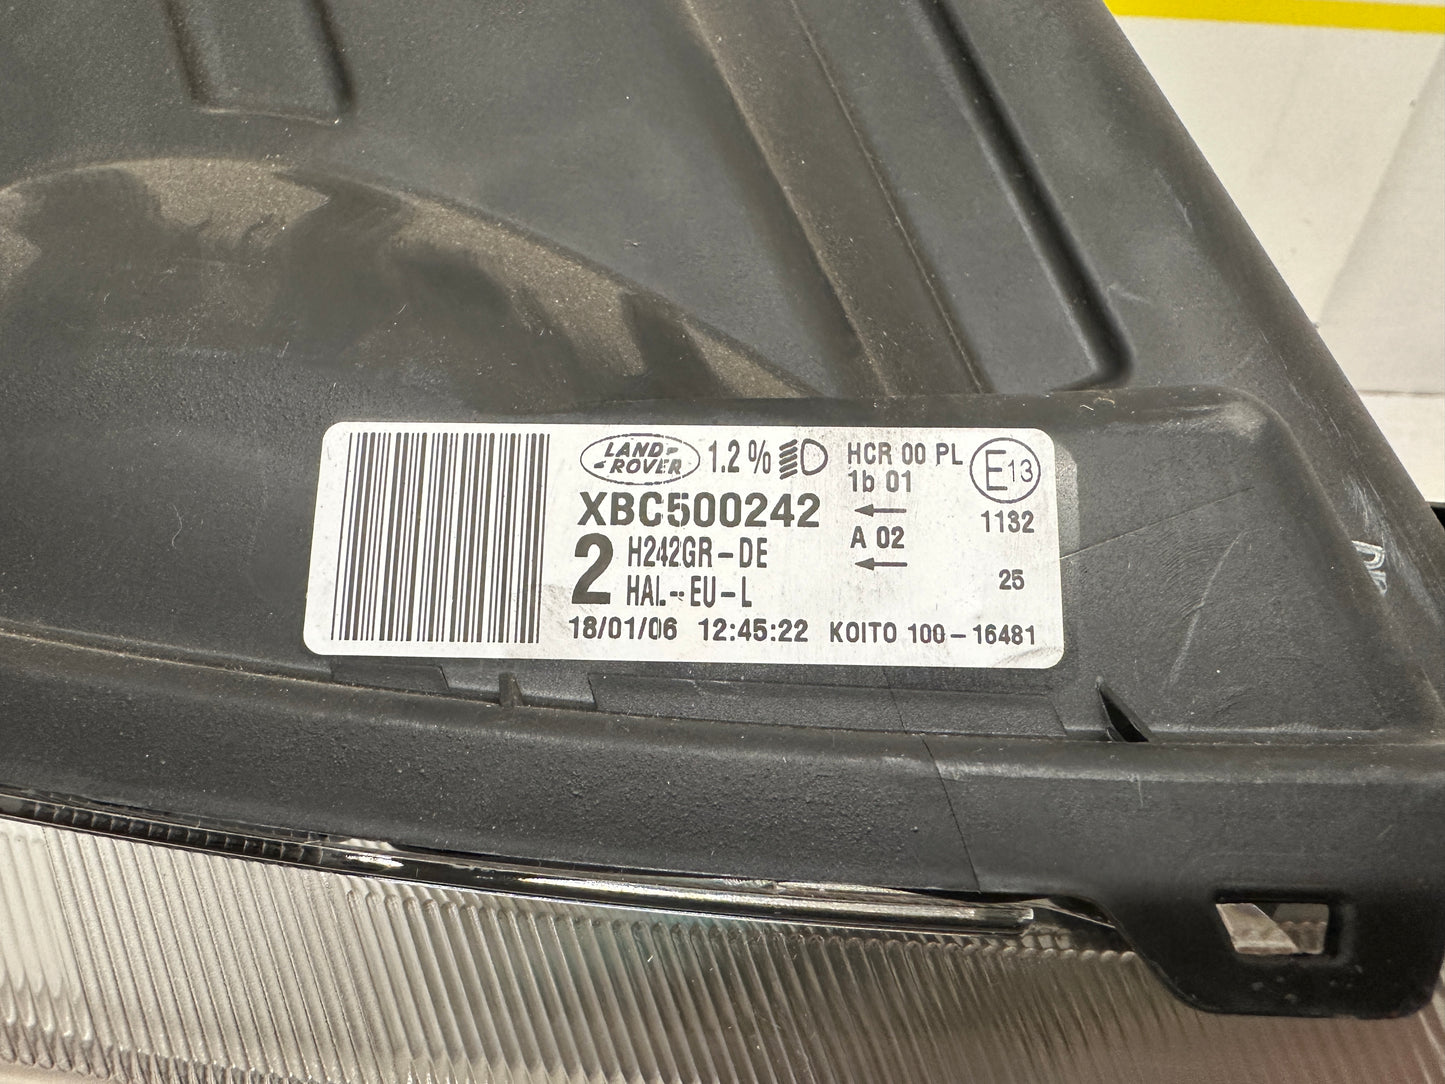 LAND-
-ROVER
1.2%
XBC500242
2 H242GR-DE
HAL-EU-L
18/01/06 12:45:22 KOITO 100-16481
HCR 00 PL
1b 01
←
A 02
←
E13
1132
25